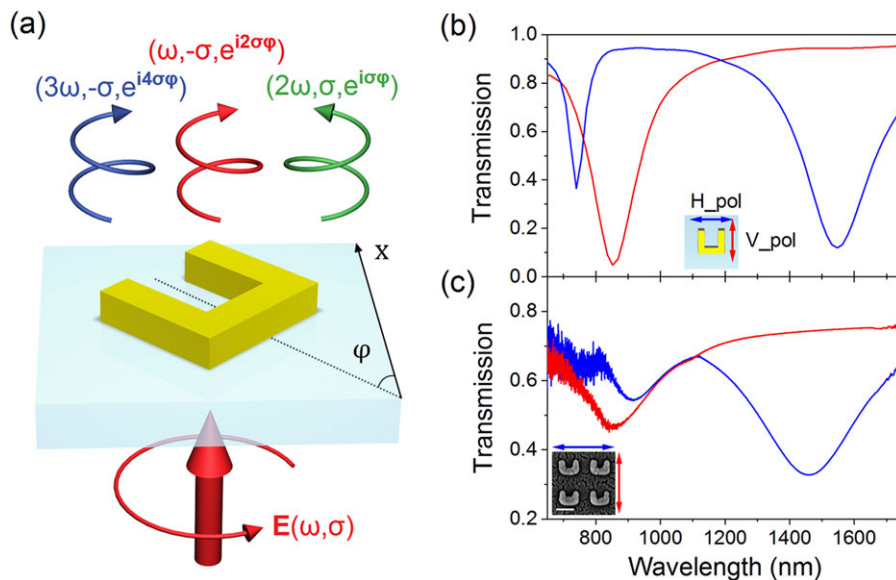 (a)
(ω,-σ,e^{i2σφ})
(3ω,-σ,e^{i4σφ})
(2ω,σ,e^{iσφ})
x
φ
E(ω,σ)
(b)
1.0
0.8
0.6
0.4
0.2
0.0
Transmission
H_pol
V_pol
(c)
0.8
0.6
0.4
0.2
Transmission
800 1000 1200 1400 1600
Wavelength (nm)